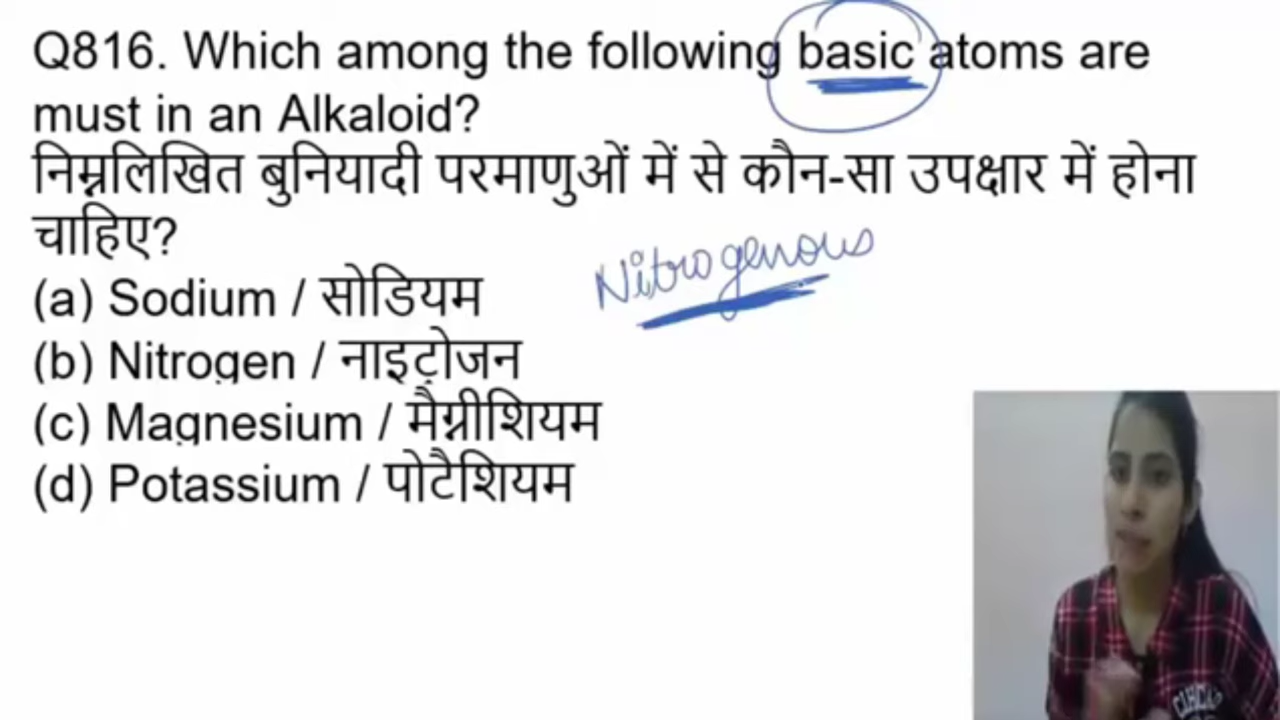 Q816. Which among the following basic atoms are
must in an Alkaloid?
निम्नलिखित बुनियादी परमाणुओं में से कौन-सा उपक्षार में होना
चाहिए?
Nitrogenous
(a) Sodium / सोडियम
(b) Nitrogen / नाइट्रोजन
(c) Magnesium / मैग्नीशियम
(d) Potassium / पोटैशियम